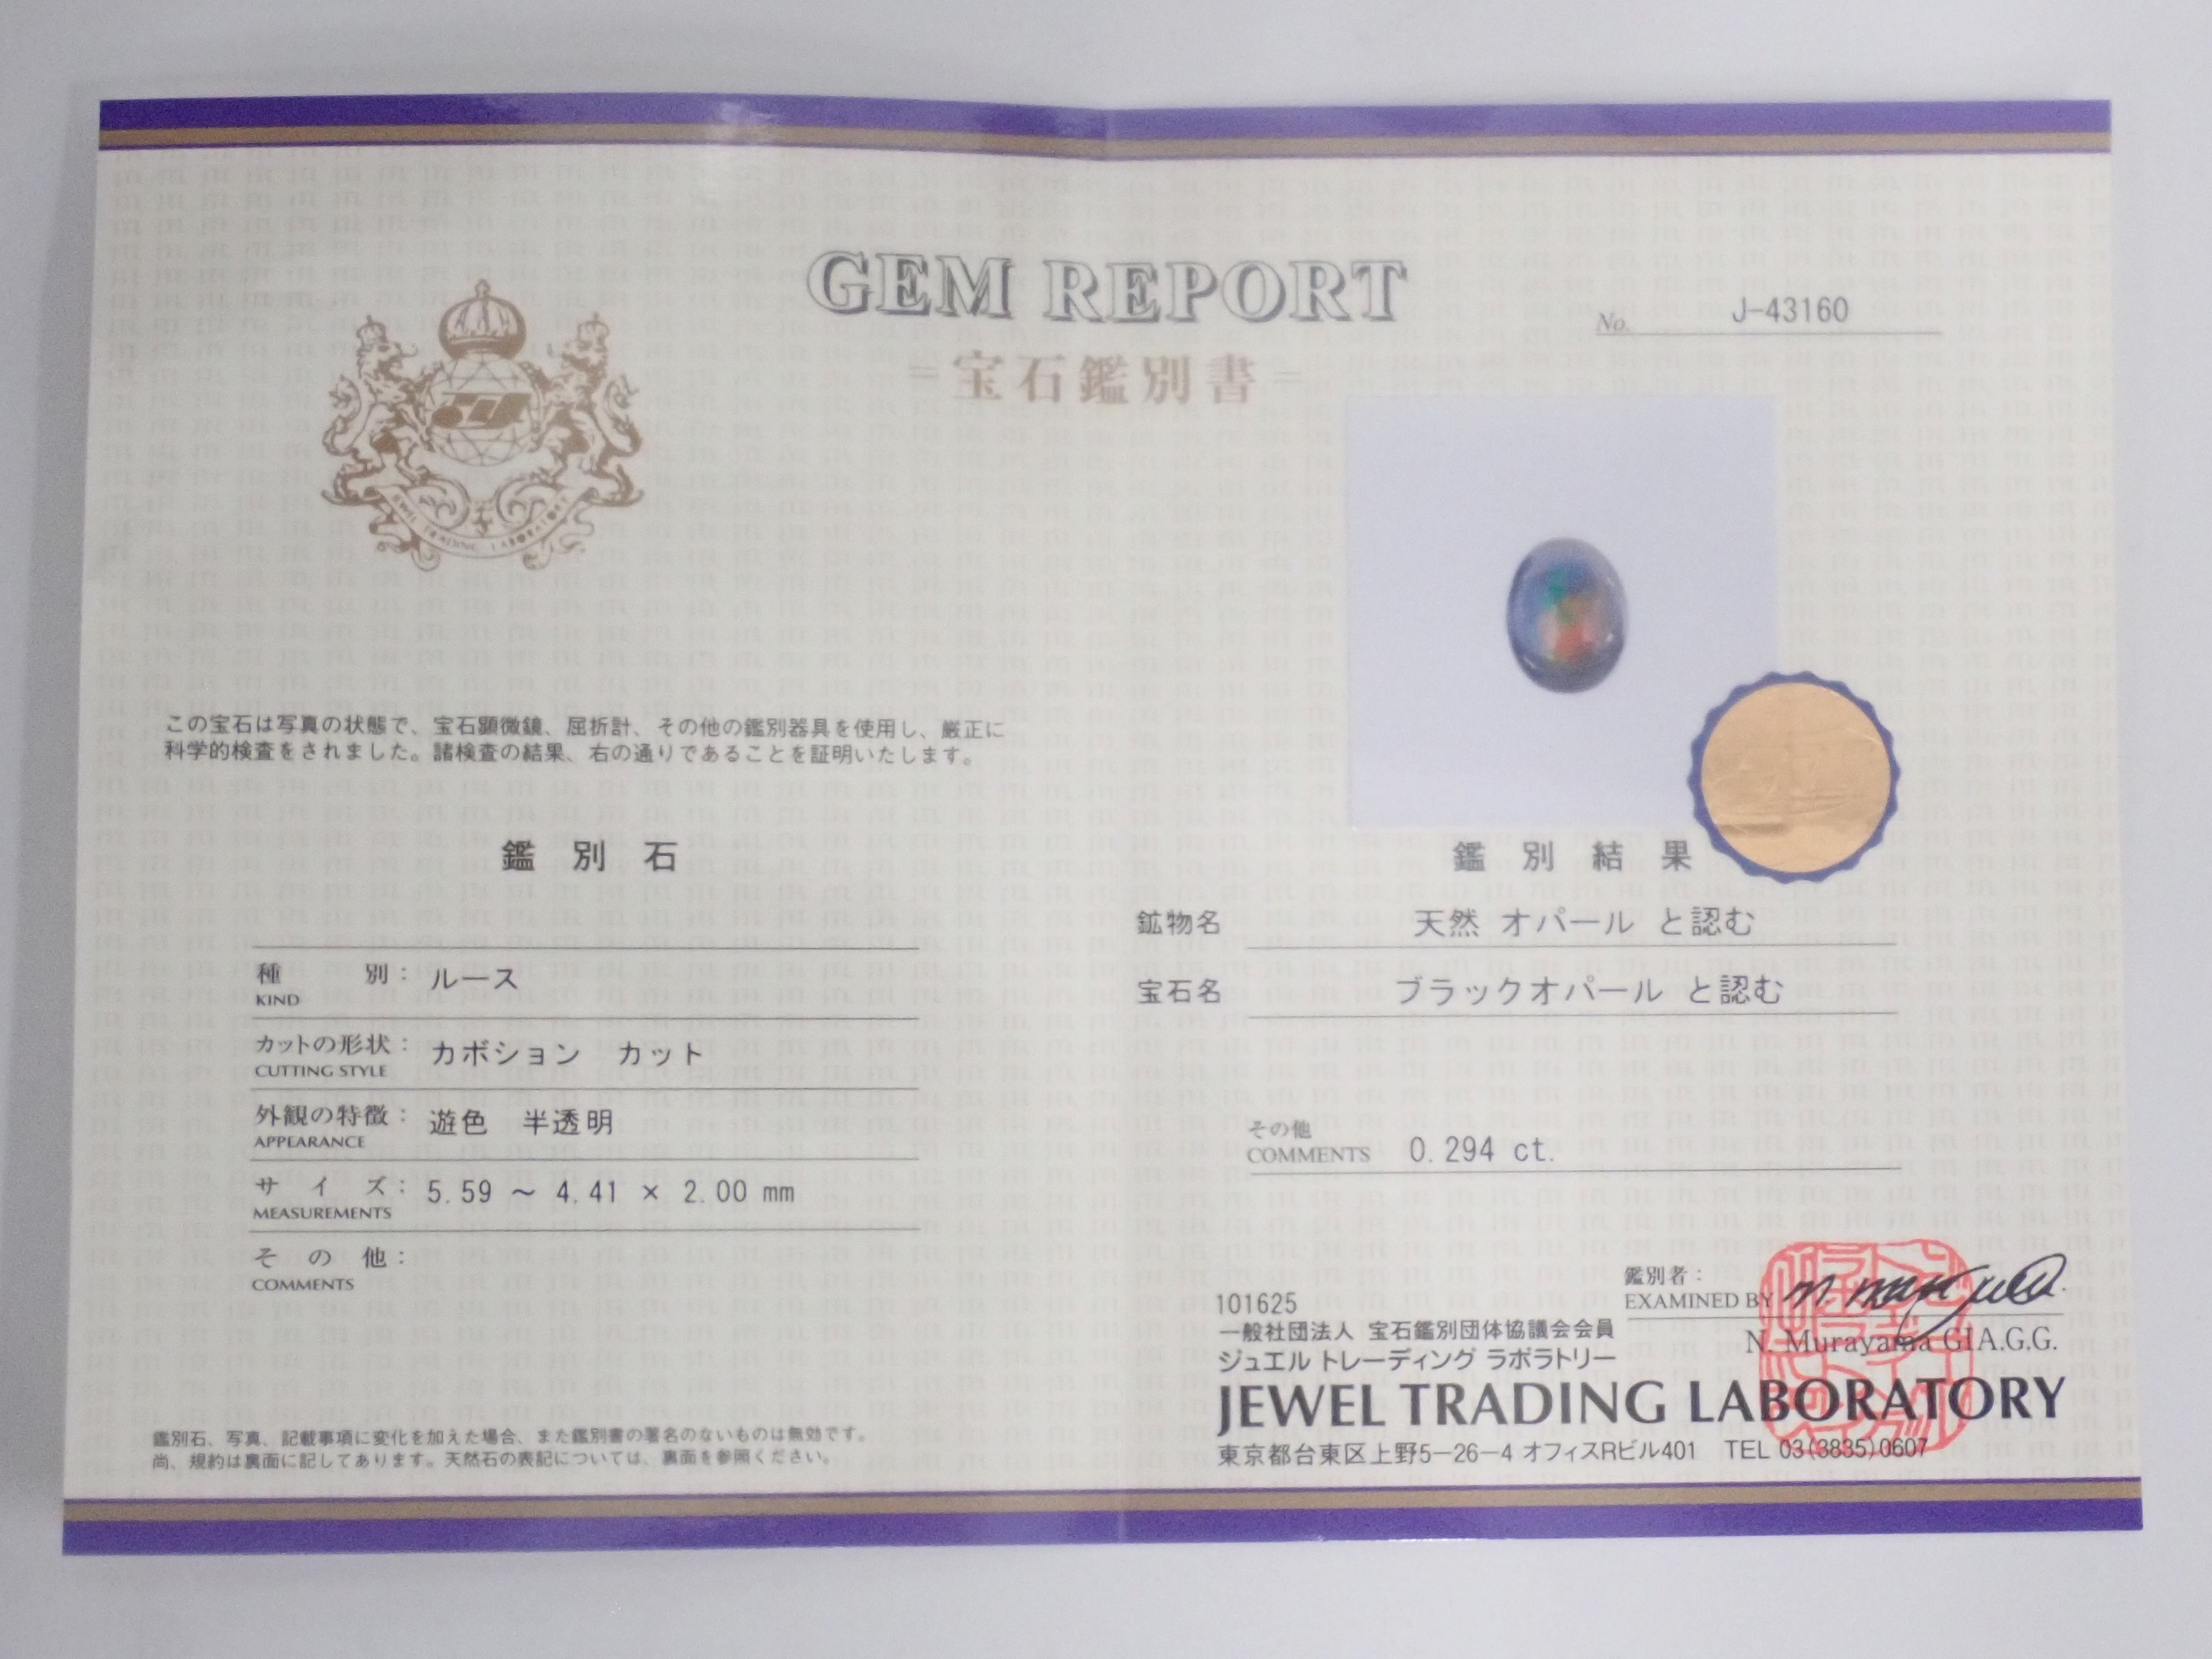 GEM REPORT
=宝石鑑別書=
No. J-43160
JEWEL TRADING LABORATORY
この宝石は写真の状態で、宝石顕微鏡、屈折計、その他の鑑別器具を使用し、厳正に
科学的検査をされました。諸検査の結果、右の通りであることを証明いたします。
鑑別石
種別: ルース
KIND
カットの形状: カボション カット
CUTTING STYLE
外観の特徴: 遊色 半透明
APPEARANCE
サイズ: 5.59 ～ 4.41 × 2.00 mm
MEASUREMENTS
その他:
COMMENTS
鑑別石、写真、記載事項に変化を加えた場合、また鑑別書の署名のないものは無効です。
尚、規約は裏面に記してあります。天然石の表記については、裏面を参照ください。
鑑別結果
鉱物名 天然 オパール と認む
宝石名 ブラックオパール と認む
その他
COMMENTS 0.294 ct.
鑑別者:
EXAMINED BY
N. Murayama GIA.G.G.
101625
一般社団法人 宝石鑑別団体協議会会員
ジュエル トレーディング ラボラトリー
JEWEL TRADING LABORATORY
東京都台東区上野5−26−4 オフィスRビル401 TEL 03(3835)0607